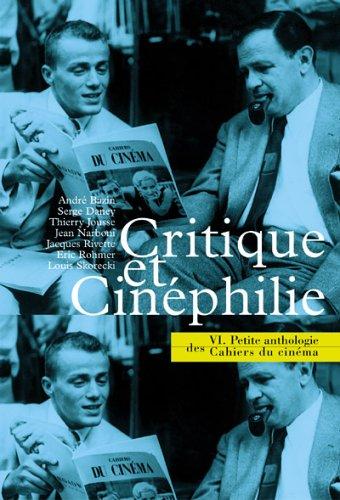 CAHIERS
DU CINÉMA
André Bazin
Serge Daney
Thierry Jousse
Jean Narboni
Jacques Rivette
Eric Rohmer
Louis Skorecki
Critique
et
Cinéphilie
VI. Petite anthologie
des Cahiers du cinéma
CAHIERS
DU CINÉMA